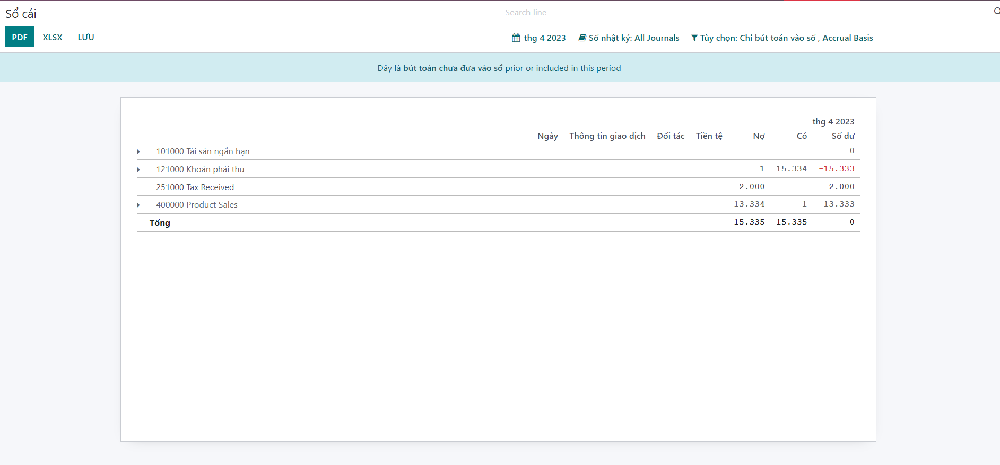 Sổ cái
Search line
PDF XLSX LƯU
thg 4 2023 Sổ nhật ký: All Journals Tùy chọn: Chỉ bút toán vào sổ , Accrual Basis
Đây là bút toán chưa đưa vào sổ prior or included in this period
thg 4 2023
Ngày Thông tin giao dịch Đối tác Tiền tệ Nợ Có Số dư
101000 Tài sản ngắn hạn 0
121000 Khoản phải thu 1 15.334 -15.333
251000 Tax Received 2.000 2.000
400000 Product Sales 13.334 1 13.333
Tổng 15.335 15.335 0